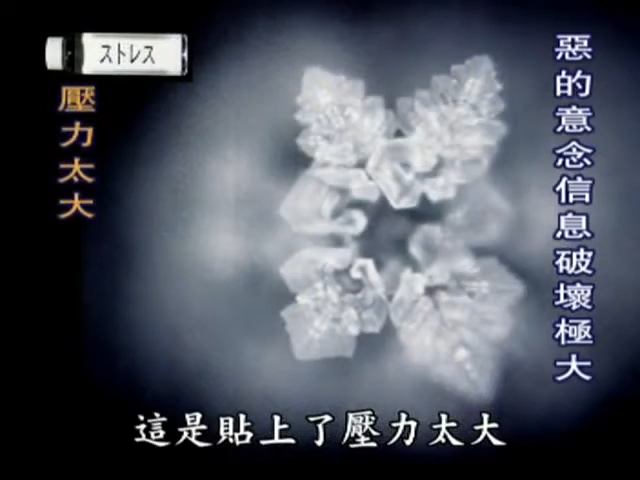 ストレス
壓力太大
惡的意念信息破壞極大
這是貼上了壓力太大